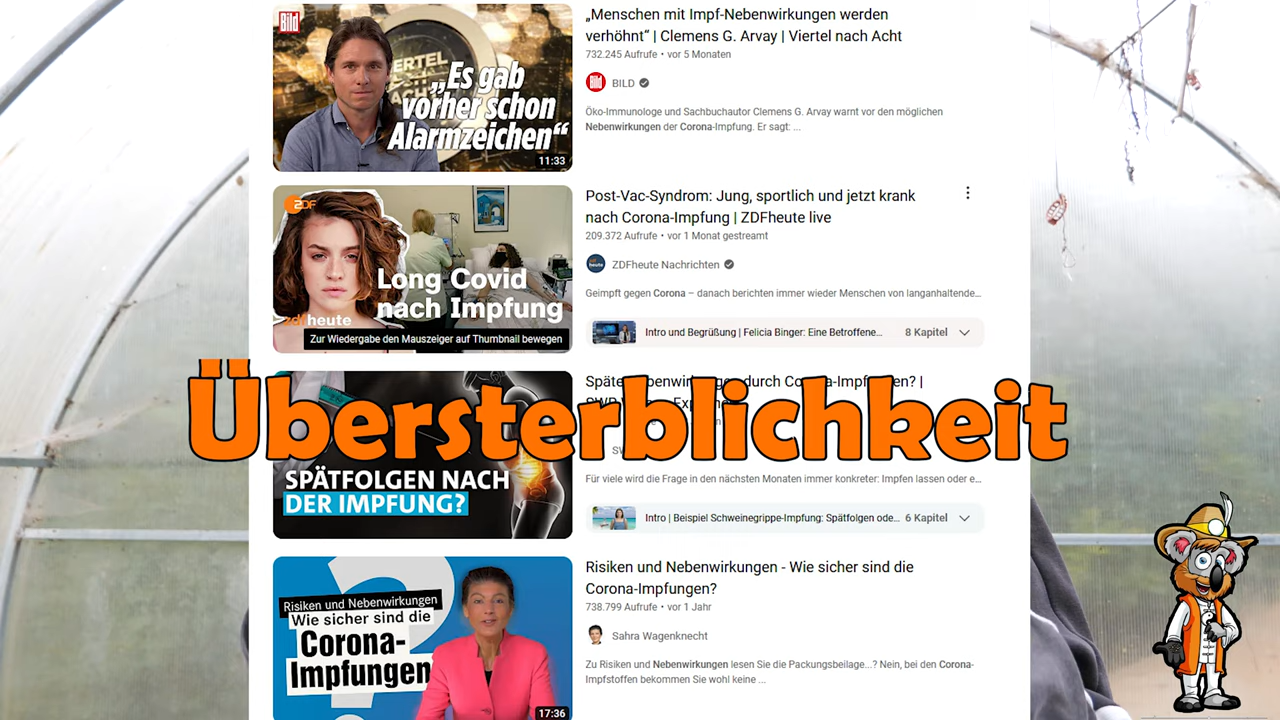 Bild
„Es gab
vorher schon
Alarmzeichen“
11:33
„Menschen mit Impf-Nebenwirkungen werden
verhöhnt“ | Clemens G. Arvay | Viertel nach Acht
732.245 Aufrufe • vor 5 Monaten
BILD
Öko-Immunologe und Sachbuchautor Clemens G. Arvay warnt vor den möglichen
Nebenwirkungen der Corona-Impfung. Er sagt: ...
ZDF
Long Covid
nach Impfung
zdfheute
Zur Wiedergabe den Mauszeiger auf Thumbnail bewegen
Post-Vac-Syndrom: Jung, sportlich und jetzt krank
nach Corona-Impfung | ZDFheute live
209.372 Aufrufe • vor 1 Monat gestreamt
ZDFheute Nachrichten
Geimpft gegen Corona – danach berichten immer wieder Menschen von langanhaltende...
Intro und Begrüßung | Felicia Binger: Eine Betroffene... 8 Kapitel
durch
Übersterblichkeit
SPÄTFOLGEN NACH
DER IMPFUNG?
Für viele wird die Frage in den nächsten Monaten immer konkreter: Impfen lassen oder e...
Intro | Beispiel Schweinegrippe-Impfung: Spätfolgen ode... 6 Kapitel
Risiken und Nebenwirkungen
Wie sicher sind die
Corona-
Impfungen
17:36
Risiken und Nebenwirkungen - Wie sicher sind die
Corona-Impfungen?
738.799 Aufrufe • vor 1 Jahr
Sahra Wagenknecht
Zu Risiken und Nebenwirkungen lesen Sie die Packungsbeilage...? Nein, bei den Corona-
Impfstoffen bekommen Sie wohl keine ...